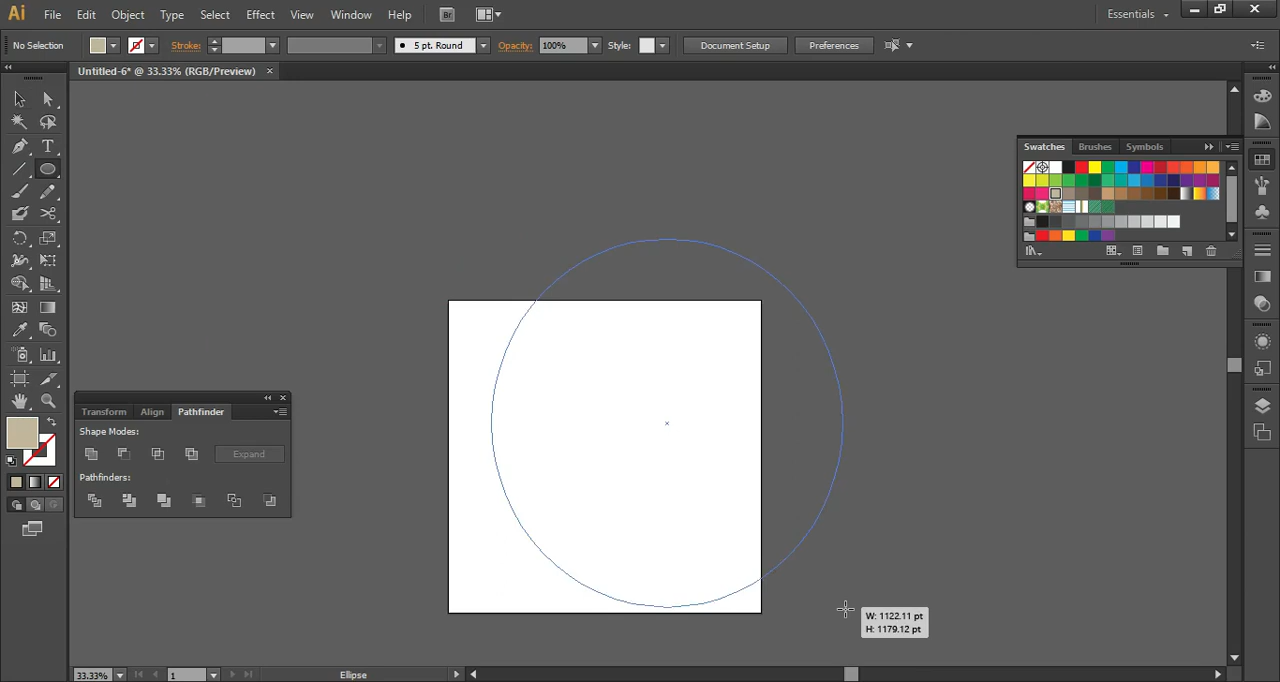 Ai File Edit Object Type Select Effect View Window Help Br Essentials
No Selection Stroke: 5 pt. Round Opacity: 100% Style: Document Setup Preferences
Untitled-6* @ 33.33% (RGB/Preview) ×
Swatches Brushes Symbols
Transform Align Pathfinder
Shape Modes:
Expand
Pathfinders:
W: 1122.11 pt
H: 1179.12 pt
33.33% 1 Ellipse